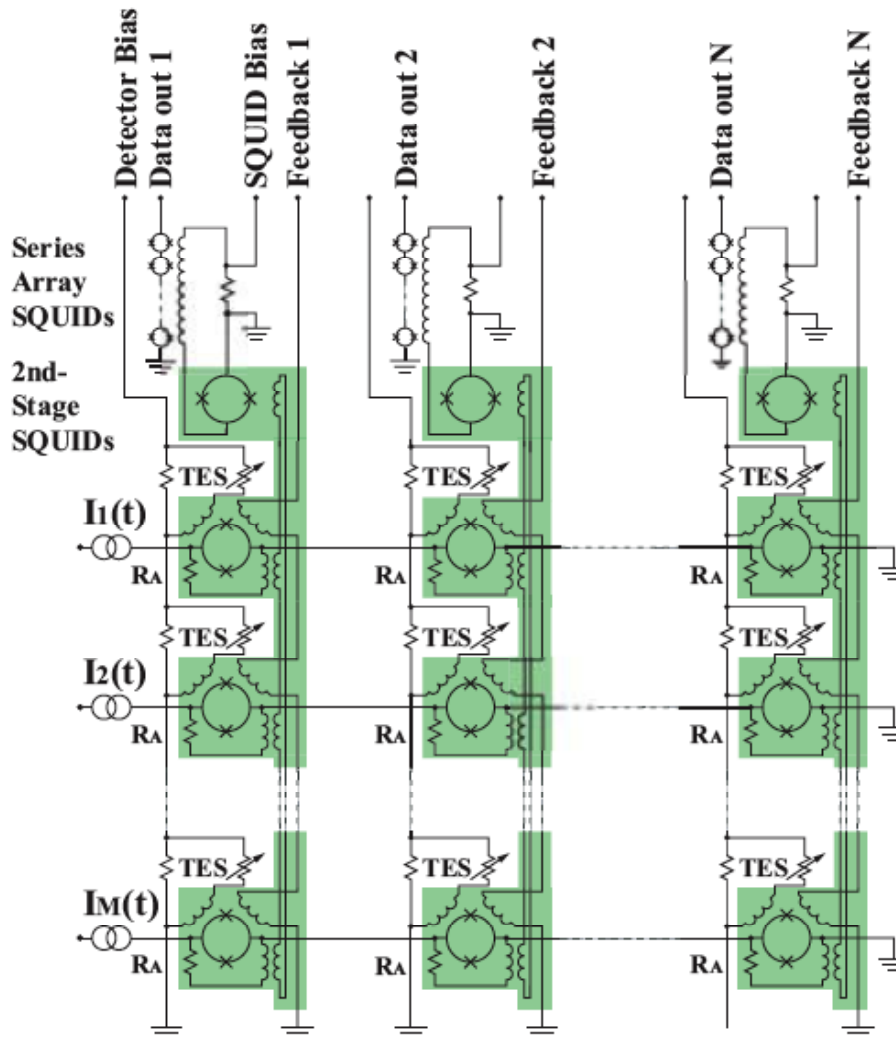 Detector Bias
Data out 1
SQUID Bias
Feedback 1
Data out 2
Feedback 2
Data out N
Feedback N
Series
Array
SQUIDs
2nd-
Stage
SQUIDs
TES
TES
TES
I1(t)
RA
RA
RA
TES
TES
TES
I2(t)
RA
RA
RA
TES
TES
TES
IM(t)
RA
RA
RA